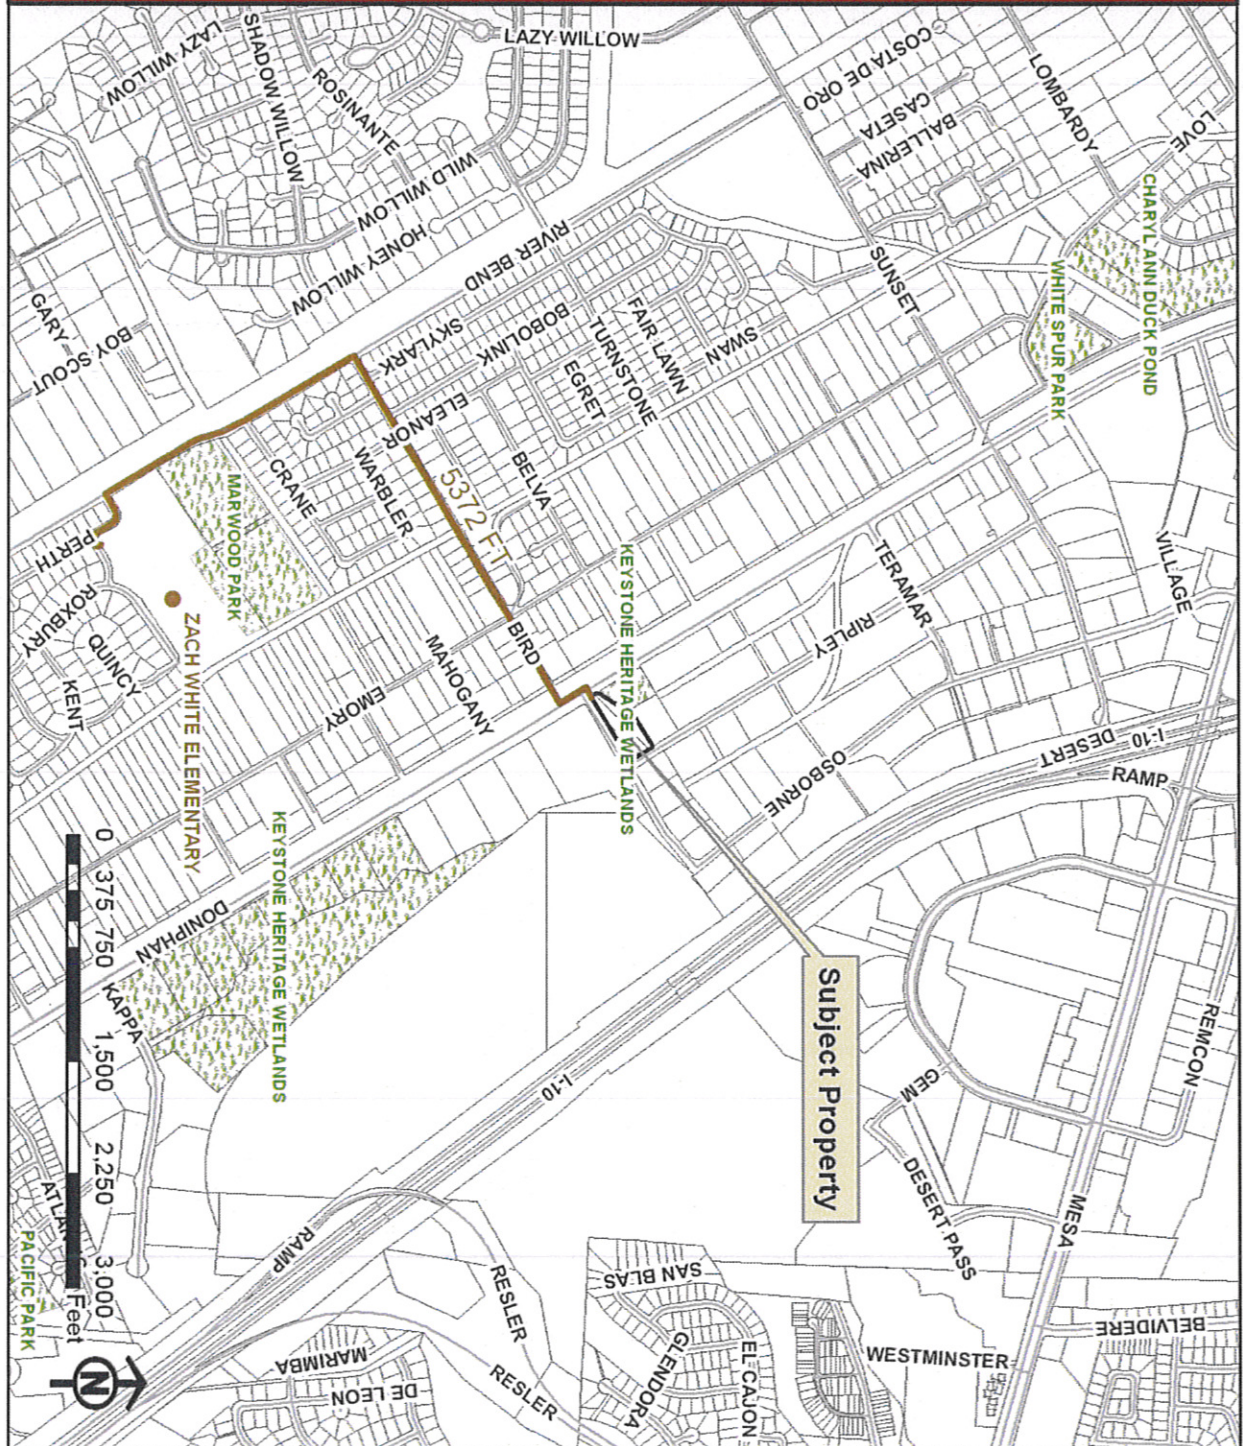 LAZY WILLOW
SHADOW WILLOW
LAZY WILLOW
ROSINANTE
WILD WILLOW
HONEY WILLOW
RIVER BEND
GARY
BOY SCOUT
COSTA DE ORO
CASETA
BALLERINA
LOMBARDY
LOVE
CHARYL ANN DUCK POND
WHITE SPUR PARK
SUNSET
SWAN
FAIR LAWN
TURNSTONE
EGRET
BOBOLINK
SKYLARK
ELEANOR
BELVA
WARBLER
CRANE
MARWOOD PARK
5372 FT
BIRD
PERTH
ROXBURY
QUINCY
KENT
ZACH WHITE ELEMENTARY
EMORY
MAHOGANY
KEYSTONE HERITAGE WETLANDS
TERAMAR
RIPLEY
VILLAGE
OSBORNE
DESERT
I-10
RAMP
Subject Property
REMCON
GEM
DESERT PASS
MESA
DONIPHAN
KEYSTONE HERITAGE WETLANDS
KAPPA
I-10
RAMP
RESLER
RESLER
SAN BLAS
GLENDORA
EL CAJON
WESTMINSTER
BELVIDERE
MARIMBA
DE LEON
PACIFIC PARK
0 375 750 1,500 2,250 3,000
Feet
N